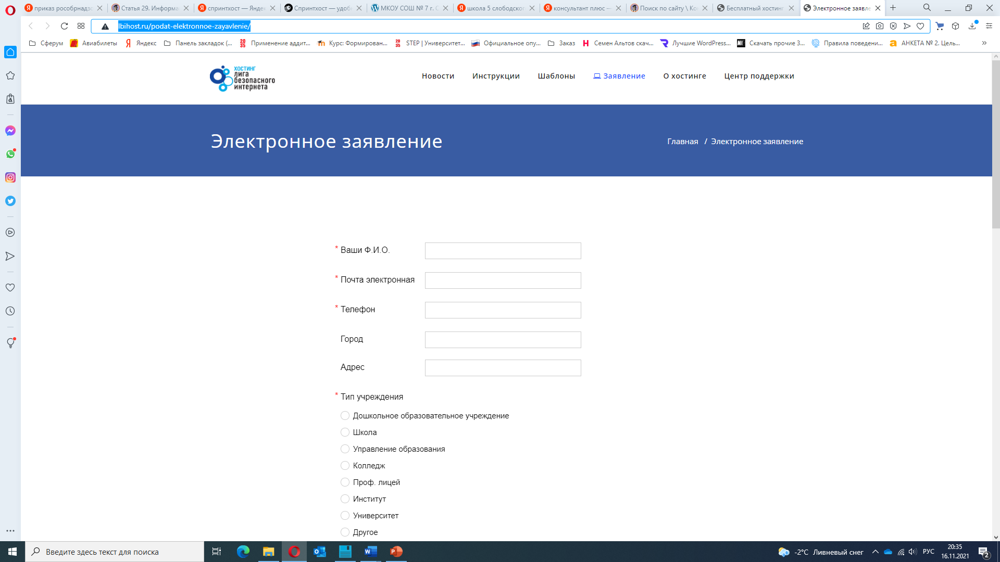 приказ рособрнадзо
Статья 29. Информа
спринтхост — Яндек
Спринтхост — удоб
МКОУ СОШ № 7 г. С
школа 5 слободског
консультант плюс —
Поиск по сайту \ Ко
Бесплатный хостинг
Электронное заявле
lbihost.ru/podat-elektronnoe-zayavlenie/
Сферум
Авиабилеты
Яндекс
Панель закладок (...
Применение аддит...
Курс: Формирован...
STEP | Университет...
Официальное опу...
Заказ
Семен Альтов скач...
Лучшие WordPress...
Скачать прочие З...
Правила поведени...
АНКЕТА № 2. Цель...
ХОСТИНГ
лига
безопасного
интернета
Новости
Инструкции
Шаблоны
Заявление
О хостинге
Центр поддержки
Электронное заявление
Главная / Электронное заявление
* Ваши Ф.И.О.
* Почта электронная
* Телефон
Город
Адрес
* Тип учреждения
Дошкольное образовательное учреждение
Школа
Управление образования
Колледж
Проф. лицей
Институт
Университет
Другое
Введите здесь текст для поиска
-2°C Ливневый снег
РУС
20:35
16.11.2021
2